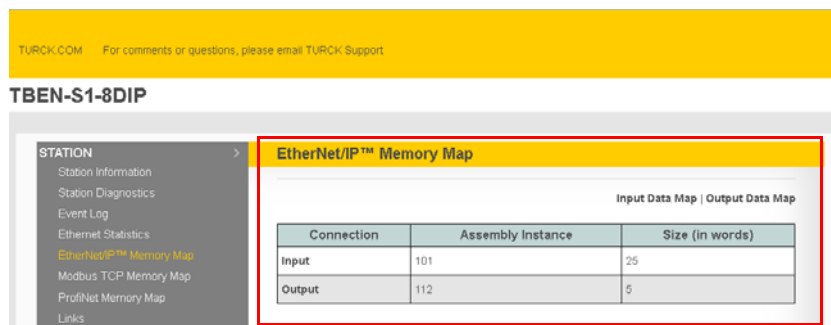 TURCK.COM For comments or questions, please email TURCK Support
TBEN-S1-8DIP
STATION >
Station Information
Station Diagnostics
Event Log
Ethernet Statistics
EtherNet/IP™ Memory Map
Modbus TCP Memory Map
ProfiNet Memory Map
Links
EtherNet/IP™ Memory Map
Input Data Map | Output Data Map
Connection Assembly Instance Size (in words)
Input 101 25
Output 112 5